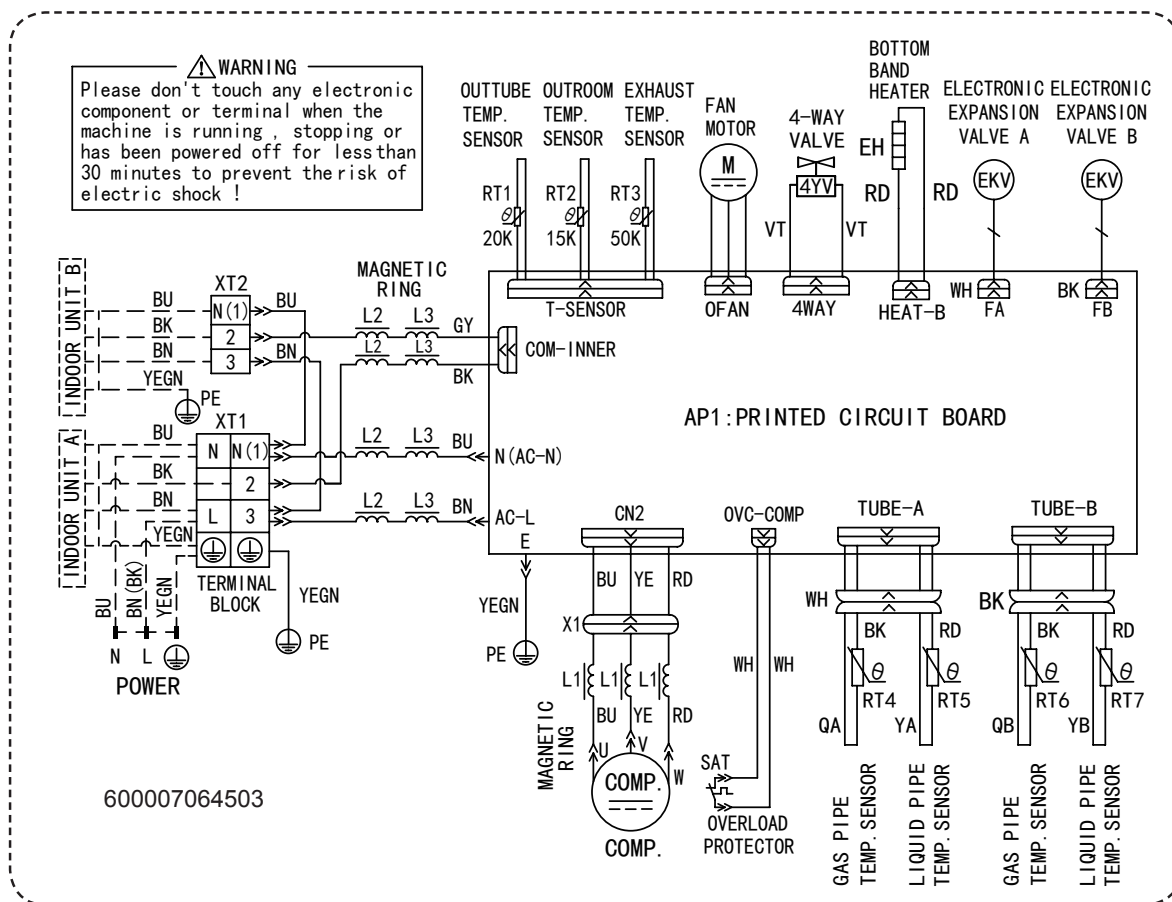 WARNING
Please don't touch any electronic
component or terminal when the
machine is running , stopping or
has been powered off for less than
30 minutes to prevent the risk of
electric shock !
OUTTUBE
TEMP.
SENSOR
OUTROOM
TEMP.
SENSOR
EXHAUST
TEMP.
SENSOR
FAN
MOTOR
4-WAY
VALVE
BOTTOM
BAND
HEATER
ELECTRONIC
EXPANSION
VALVE A
ELECTRONIC
EXPANSION
VALVE B
RT1
θ
20K
RT2
θ
15K
RT3
θ
50K
M
4YV
VT
VT
EH
RD
RD
EKV
EKV
WH
BK
T-SENSOR
OFAN
4WAY
HEAT-B
FA
FB
INDOOR UNIT B
BU
BK
BN
YEGN
PE
XT2
N(1)
2
3
BU
BN
MAGNETIC
RING
L2
L3
GY
L2
L3
BK
COM-INNER
AP1:PRINTED CIRCUIT BOARD
INDOOR UNIT A
BU
BK
BN
YEGN
XT1
N
N(1)
2
L
3
TERMINAL
BLOCK
L2
L3
BU
N(AC-N)
L2
L3
BN
AC-L
E
YEGN
PE
YEGN
PE
BU
BN(BK)
YEGN
N
L
POWER
CN2
BU
YE
RD
X1
L1
L1
L1
BU
YE
RD
MAGNETIC
RING
U
V
W
COMP.
COMP.
OVC-COMP
WH
WH
SAT
OVERLOAD
PROTECTOR
TUBE-A
WH
BK
RD
θ
RT4
θ
RT5
QA
YA
GAS PIPE
TEMP. SENSOR
LIQUID PIPE
TEMP. SENSOR
TUBE-B
BK
BK
RD
θ
RT6
θ
RT7
QB
YB
GAS PIPE
TEMP. SENSOR
LIQUID PIPE
TEMP. SENSOR
600007064503